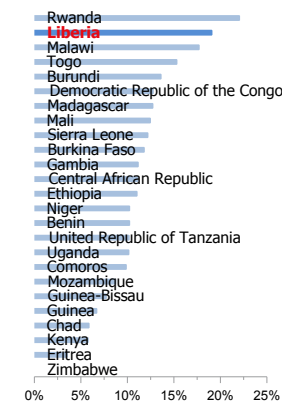 Rwanda
Liberia
Malawi
Togo
Burundi
Democratic Republic of the Congo
Madagascar
Mali
Sierra Leone
Burkina Faso
Gambia
Central African Republic
Ethiopia
Niger
Benin
United Republic of Tanzania
Uganda
Comoros
Mozambique
Guinea-Bissau
Guinea
Chad
Kenya
Eritrea
Zimbabwe
0% 5% 10% 15% 20% 25%